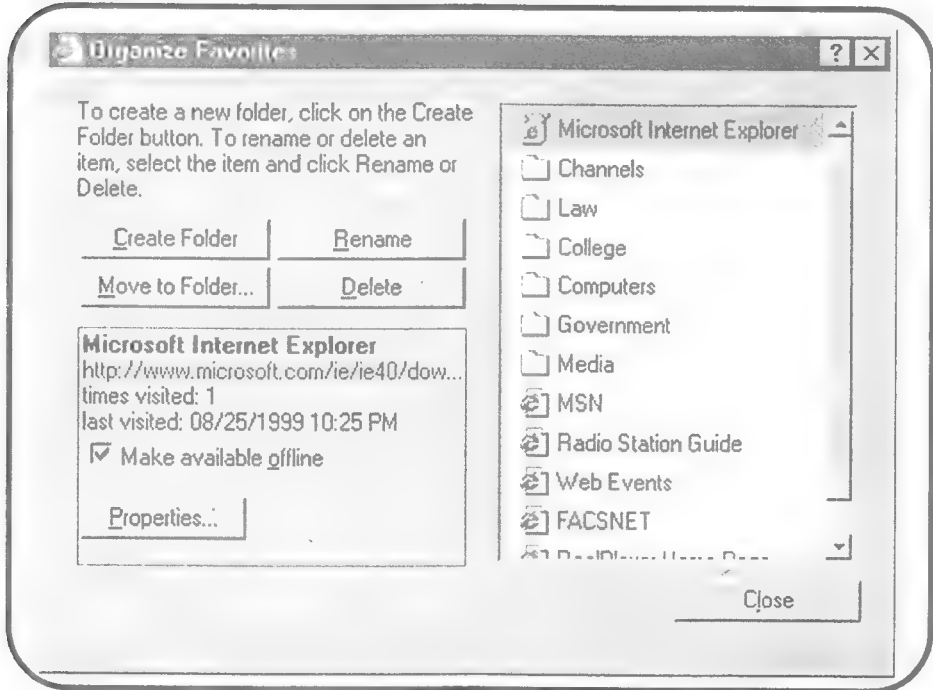 Organize Favorites
To create a new folder, click on the Create
Folder button. To rename or delete an
item, select the item and click Rename or
Delete.
Create Folder
Rename
Move to Folder...
Delete
Microsoft Internet Explorer
http://www.microsoft.com/ie/ie40/dow...
times visited: 1
last visited: 08/25/1999 10:25 PM
Make available offline
Properties...
Microsoft Internet Explorer
Channels
Law
College
Computers
Government
Media
MSN
Radio Station Guide
Web Events
FACSNET
RealPlayer Home Page
Close